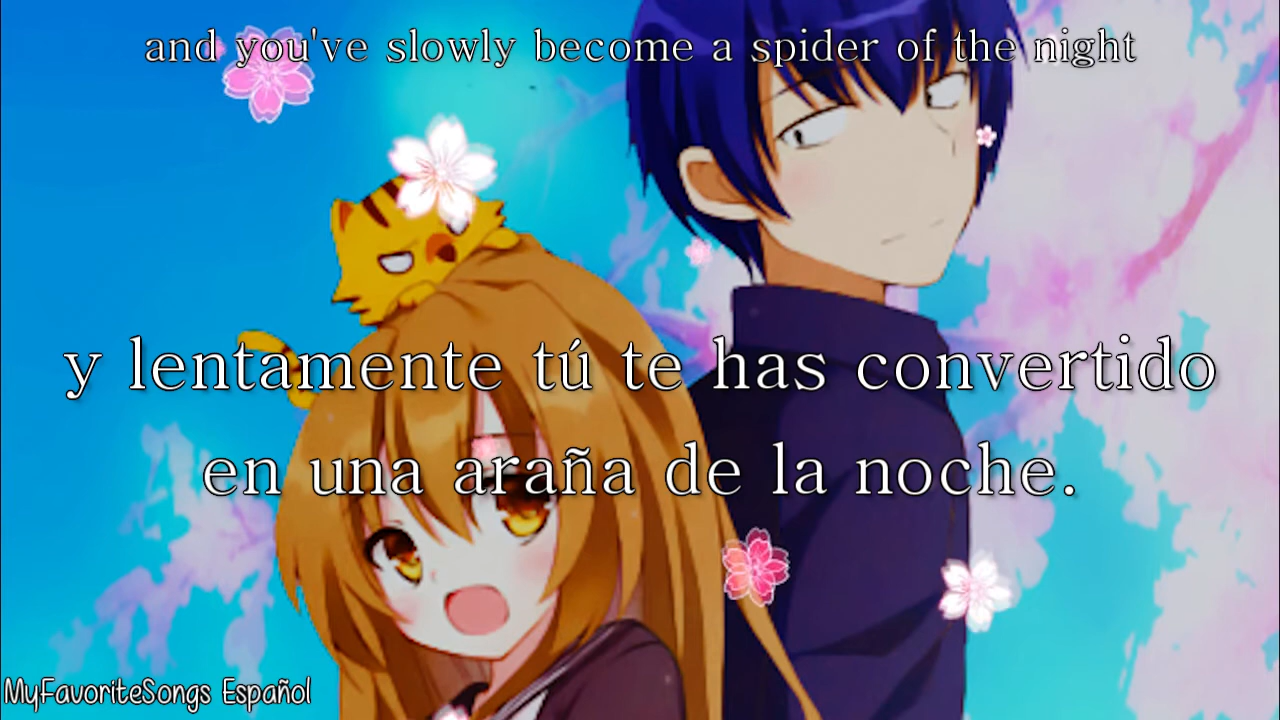 and you've slowly become a spider of the night
y lentamente tú te has convertido
en una araña de la noche.
MyFavoriteSongs Español